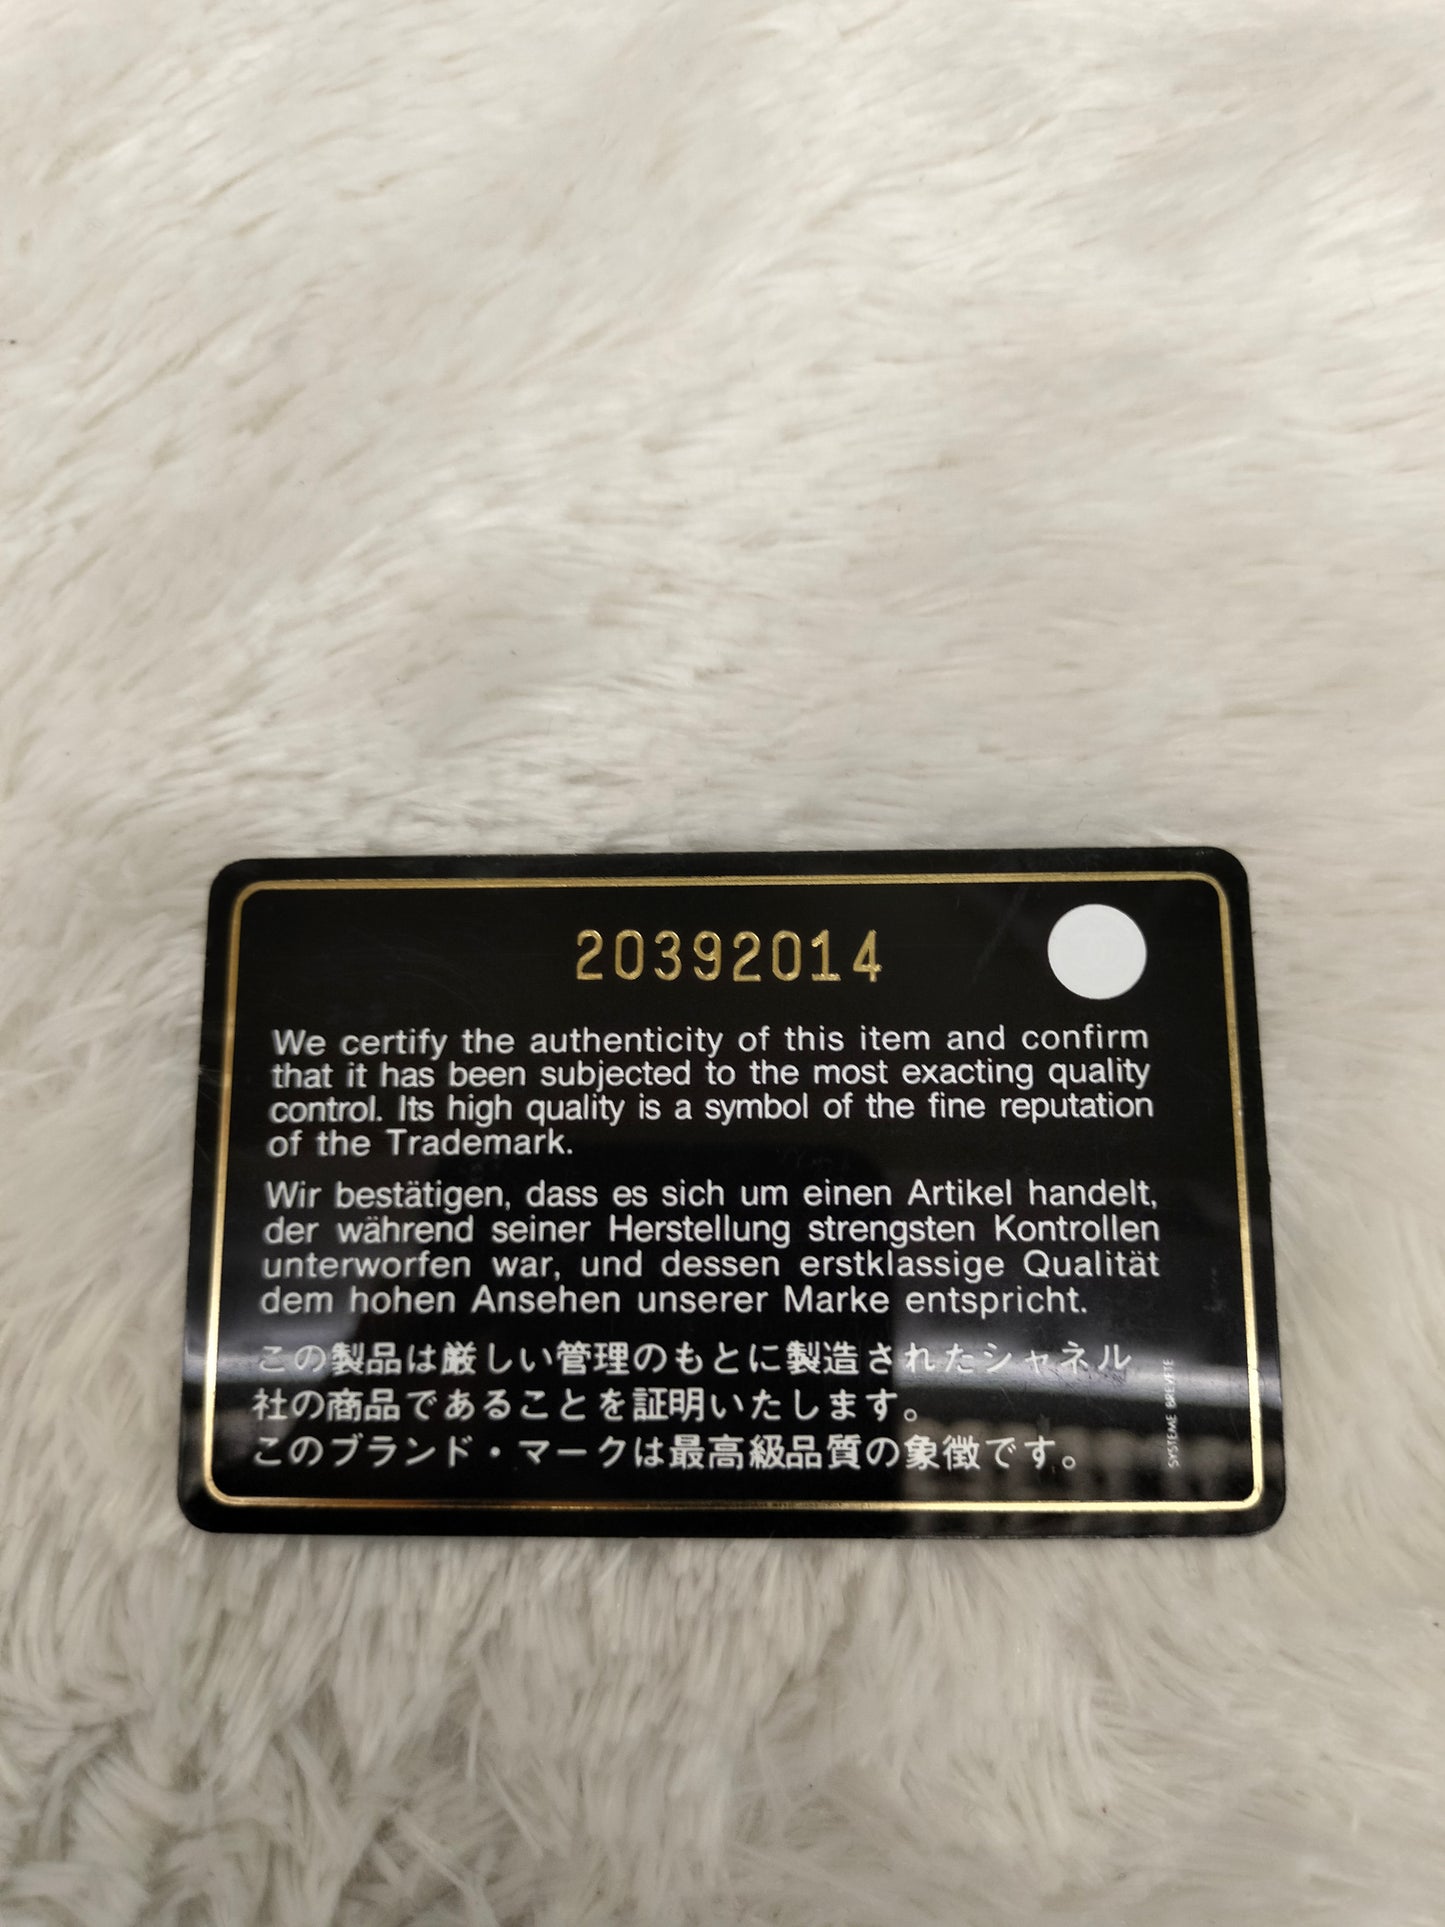 20392014
We certify the authenticity of this item and confirm
that it has been subjected to the most exacting quality
control. Its high quality is a symbol of the fine reputation
of the Trademark.
Wir bestätigen, dass es sich um einen Artikel handelt,
der während seiner Herstellung strengsten Kontrollen
unterworfen war, und dessen erstklassige Qualität
dem hohen Ansehen unserer Marke entspricht.
この製品は厳しい管理のもとに製造されたシャネル
社の商品であることを証明いたします。
このブランド・マークは最高級品質の象徴です。
SYSTEME BREVETE